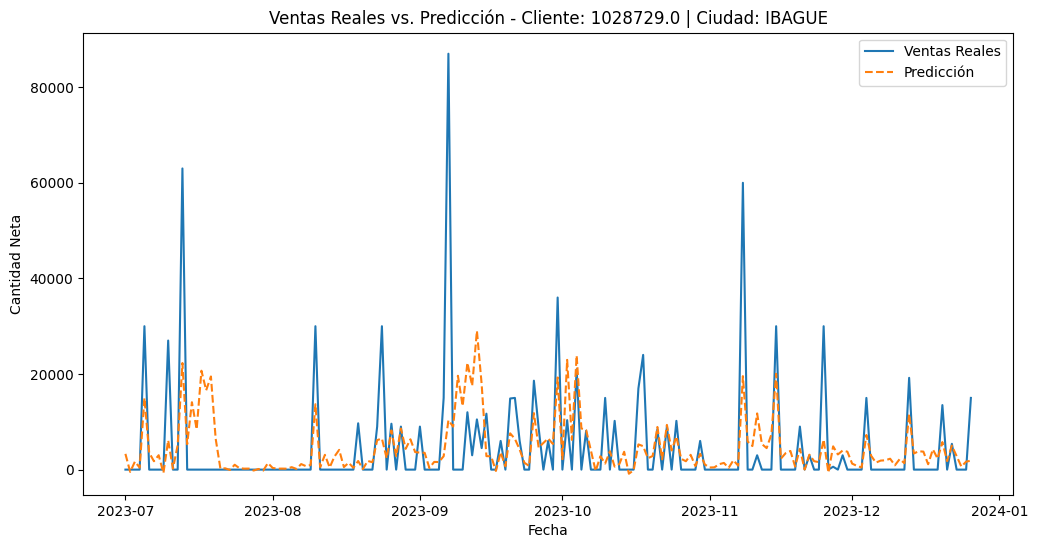 Ventas Reales vs. Predicción - Cliente: 1028729.0 | Ciudad: IBAGUE
Ventas Reales
Predicción
Cantidad Neta
80000
60000
40000
20000
0
2023-07
2023-08
2023-09
2023-10
2023-11
2023-12
2024-01
Fecha